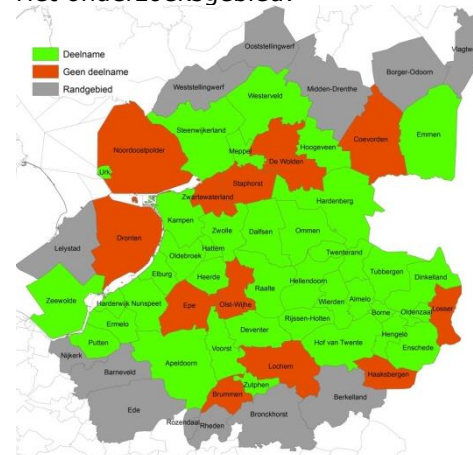 Het onderzoeksgebied:
Deelname
Geen deelname
Randgebied
Ooststellingwerf
Vlagtwe
Weststellingwerf
Midden-Drenthe
Borger-Odoorn
Westerveld
Steenwijkerland
Coevorden
Emmen
Noordoostpolder
Meppel
Hoogeveen
De Wolden
Urk
Staphorst
Zwartewaterland
Hardenberg
Kampen
Dronten
Zwolle
Dalfsen
Ommen
Lelystad
Oldebroek
Hattem
Twenterand
Elburg
Heerde
Tubbergen
Dinkelland
Zeewolde
Hellendoorn
Raalte
Harderwijk
Nunspeet
Epe
Olst-Wijhe
Wierden
Almelo
Borne
Oldenzaal
Losser
Ermelo
Rijssen-Holten
Deventer
Hengelo
Putten
Voorst
Hof van Twente
Enschede
Nijkerk
Apeldoorn
Lochem
Barneveld
Zutphen
Haaksbergen
Brummen
Berkelland
Ede
Bronckhorst
Rozendaal
Rheden